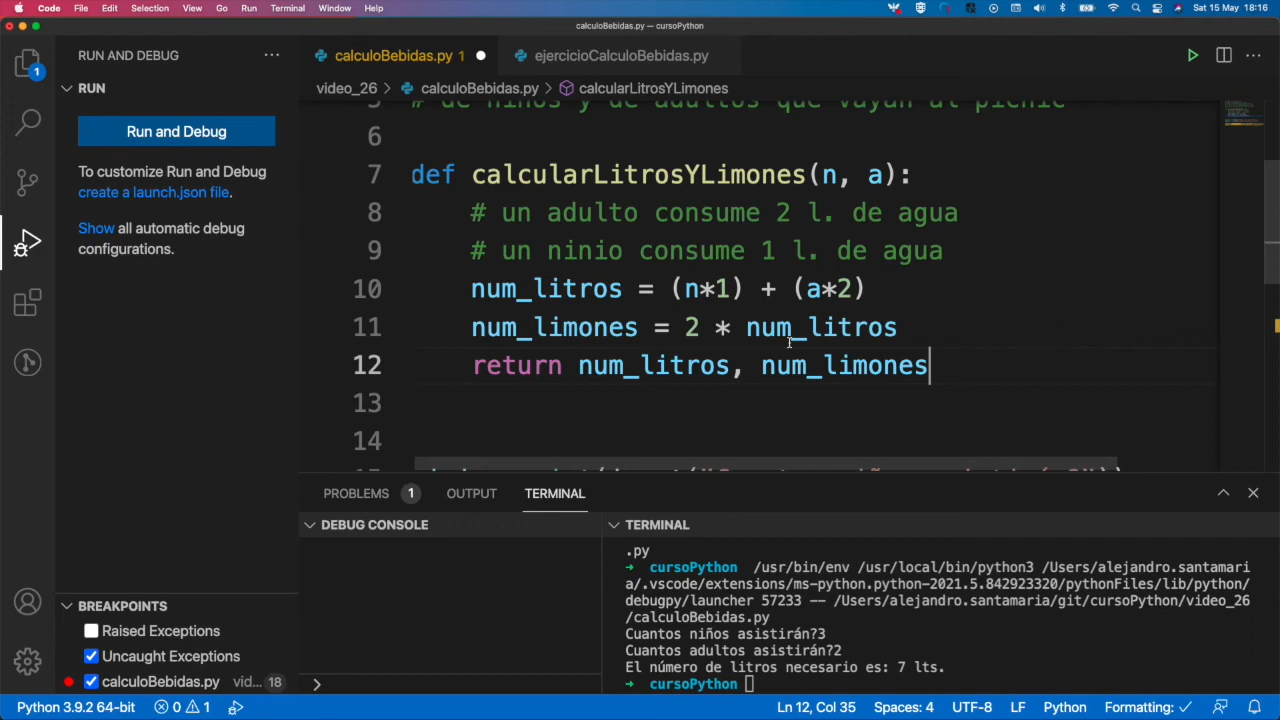 Code File Edit Selection View Go Run Terminal Window Help Sat 15 May 18:16
calculoBebidas.py — cursoPython
RUN AND DEBUG ···
calculoBebidas.py 1
ejercicioCalculoBebidas.py
1
RUN
video_26 > calculoBebidas.py > calcularLitrosYLimones
Run and Debug
To customize Run and Debug
create a launch.json file.
Show all automatic debug
configurations.
5 # de niños y de adultos que vayan al picnic
6
7 def calcularLitrosYLimones(n, a):
8 # un adulto consume 2 l. de agua
9 # un ninio consume 1 l. de agua
10 num_litros = (n*1) + (a*2)
11 num_limones = 2 * num_litros
12 return num_litros, num_limones
13
14
PROBLEMS 1 OUTPUT TERMINAL
DEBUG CONSOLE
TERMINAL
.py
→ cursoPython /usr/bin/env /usr/local/bin/python3 /Users/alejandro.santamari
a/.vscode/extensions/ms-python.python-2021.5.842923320/pythonFiles/lib/python/
debugpy/launcher 57233 -- /Users/alejandro.santamaria/git/cursoPython/video_26
/calculoBebidas.py
Cuantos niños asistirán?3
Cuantos adultos asistirán?2
El número de litros necesario es: 7 lts.
→ cursoPython
BREAKPOINTS
Raised Exceptions
Uncaught Exceptions
calculoBebidas.py vid... 18
Python 3.9.2 64-bit 0 1 Ln 12, Col 35 Spaces: 4 UTF-8 LF Python Formatting: ✓